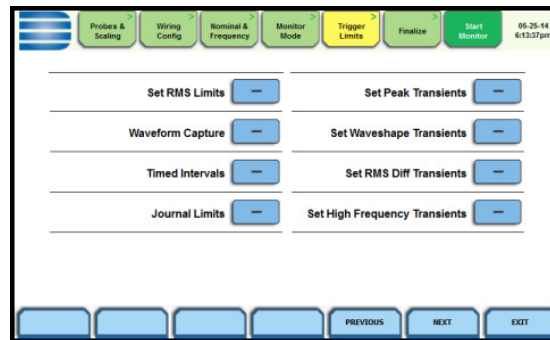 Probes & Scaling
Wiring Config
Nominal & Frequency
Monitor Mode
Trigger Limits
Finalize
Start Monitor
05-25-14
6:13:37pm
Set RMS Limits
Set Peak Transients
Waveform Capture
Set Waveshape Transients
Timed Intervals
Set RMS Diff Transients
Journal Limits
Set High Frequency Transients
PREVIOUS
NEXT
EXIT